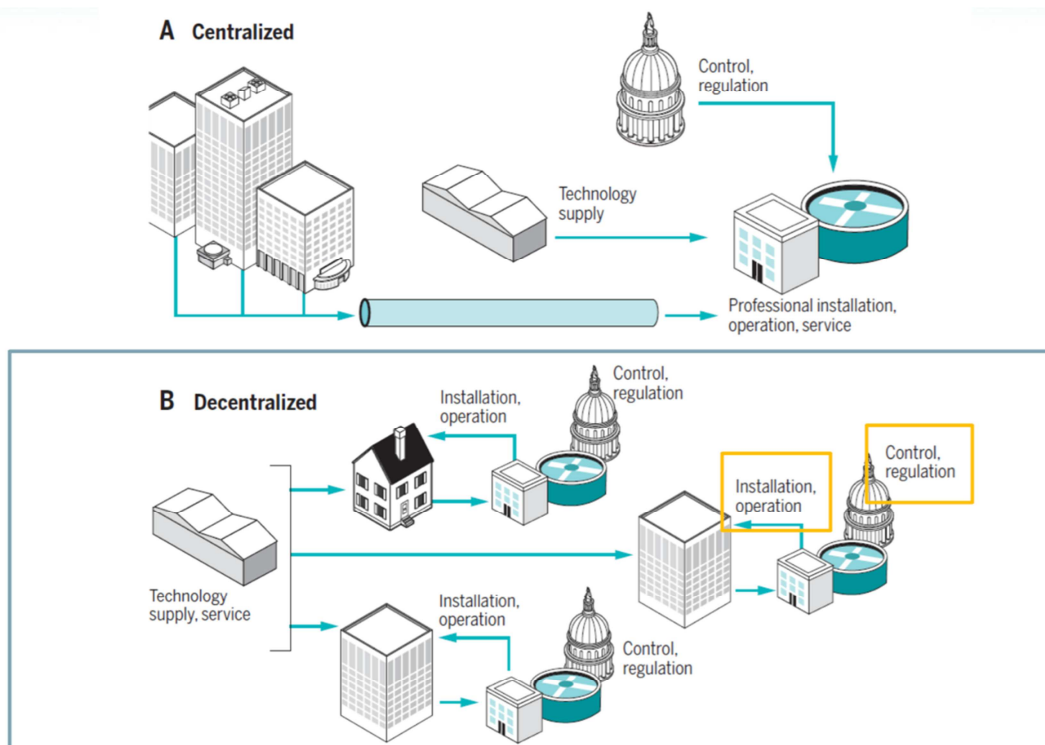 A Centralized
Control,
regulation
Technology
supply
Professional installation,
operation, service
B Decentralized
Installation,
operation
Control,
regulation
Installation,
operation
Control,
regulation
Technology
supply, service
Installation,
operation
Control,
regulation